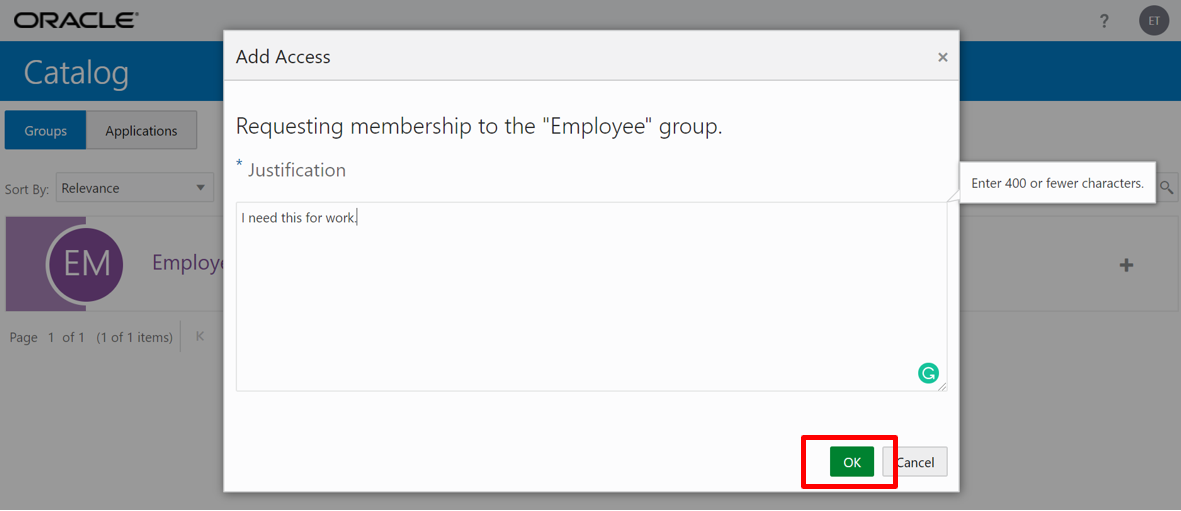 ORACLE
? ET
Catalog
Add Access ×
Groups Applications
Requesting membership to the "Employee" group.
* Justification
Enter 400 or fewer characters.
Sort By: Relevance
I need this for work.
EM
Page 1 of 1 (1 of 1 items) K
OK Cancel